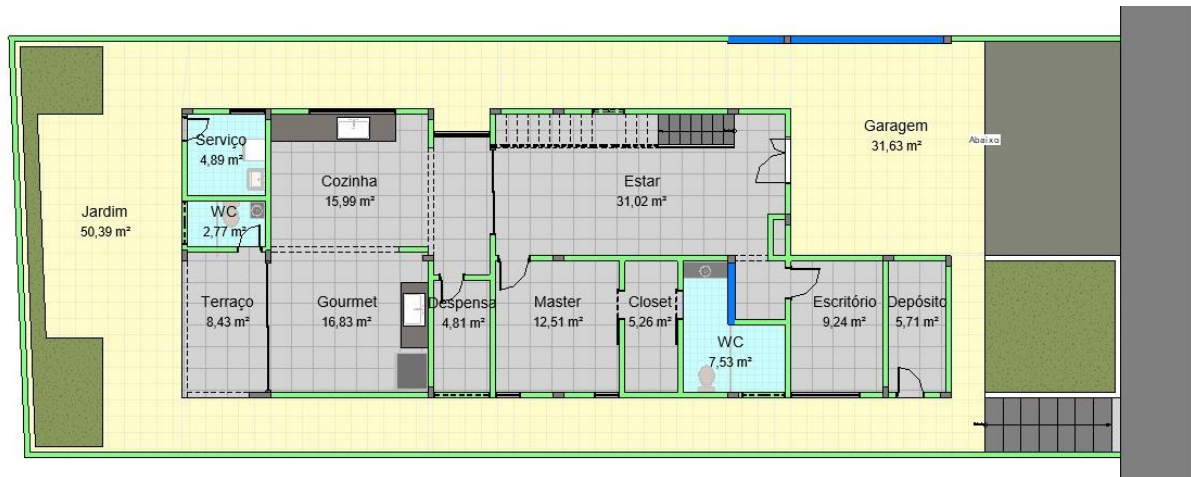 Garagem
31,63 m²
Abaixo
Serviço
4,89 m²
Cozinha
15,99 m²
Estar
31,02 m²
Jardim
50,39 m²
WC
2,77 m²
Terraço
8,43 m²
Gourmet
16,83 m²
Despensa
4,81 m²
Master
12,51 m²
Closet
5,26 m²
WC
7,53 m²
Escritório
9,24 m²
Depósito
5,71 m²